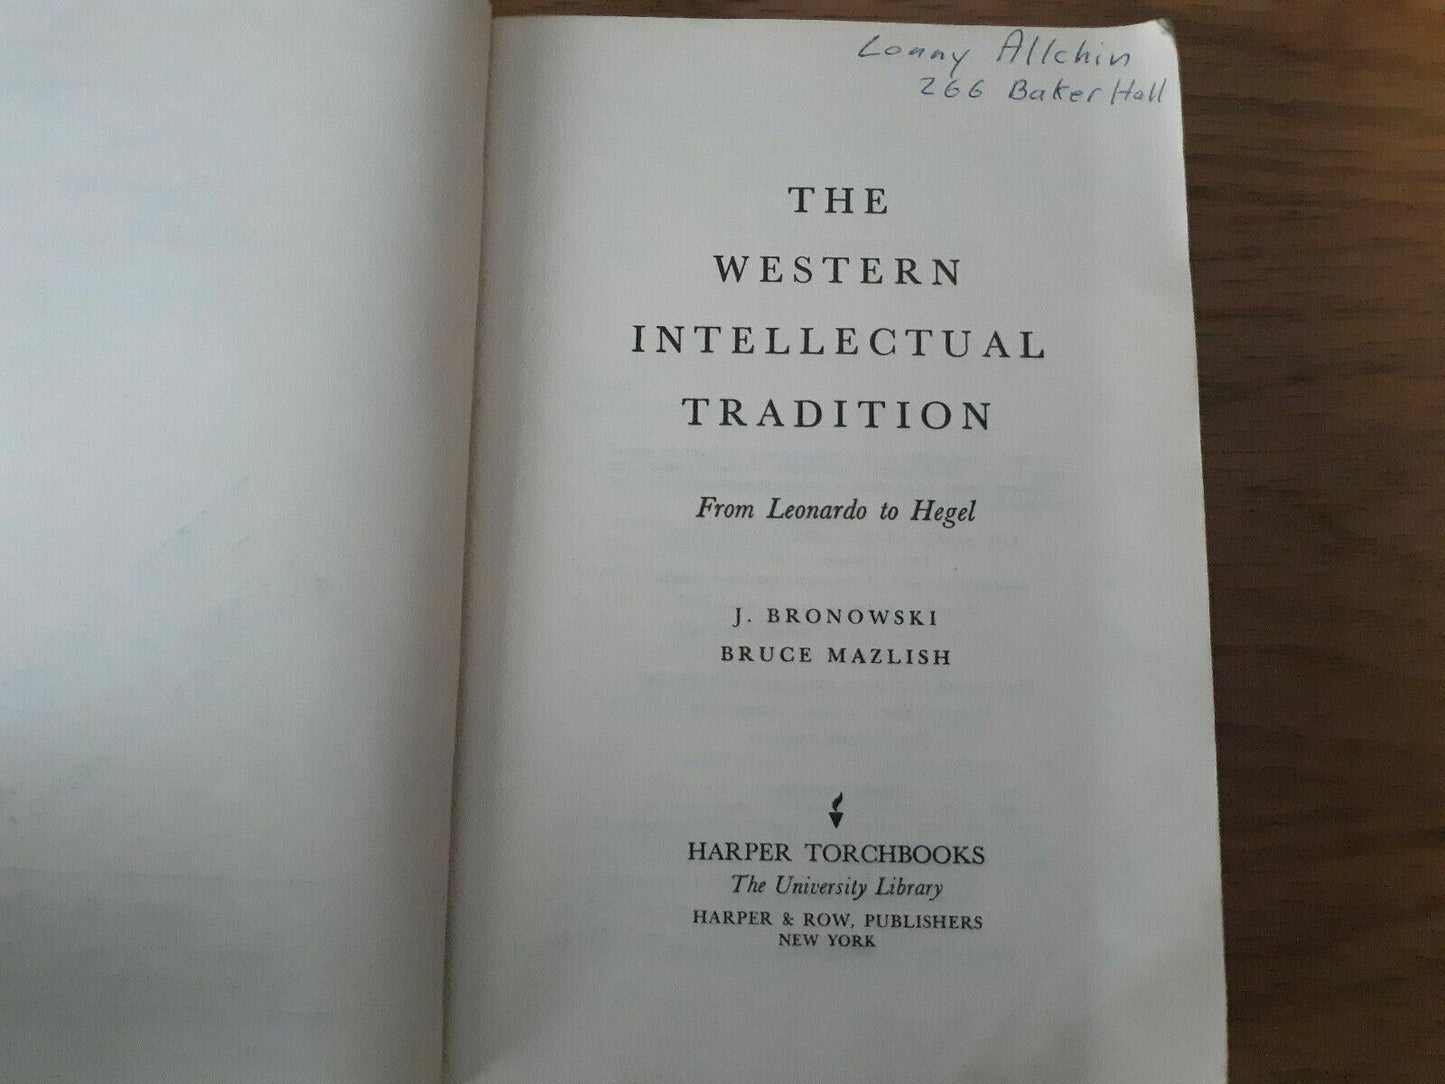 Lonny Allchin
266 Baker Hall
THE
WESTERN
INTELLECTUAL
TRADITION
From Leonardo to Hegel
J. BRONOWSKI
BRUCE MAZLISH
HARPER TORCHBOOKS
The University Library
HARPER & ROW, PUBLISHERS
NEW YORK